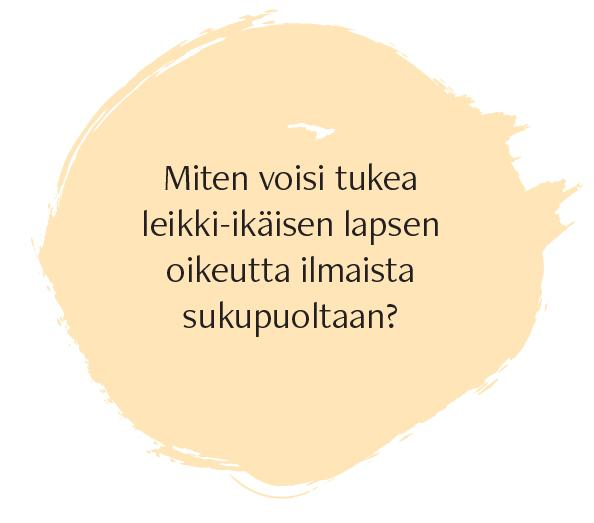 Miten voisi tukea
leikki-ikäisen lapsen
oikeutta ilmaista
sukupuoltaan?